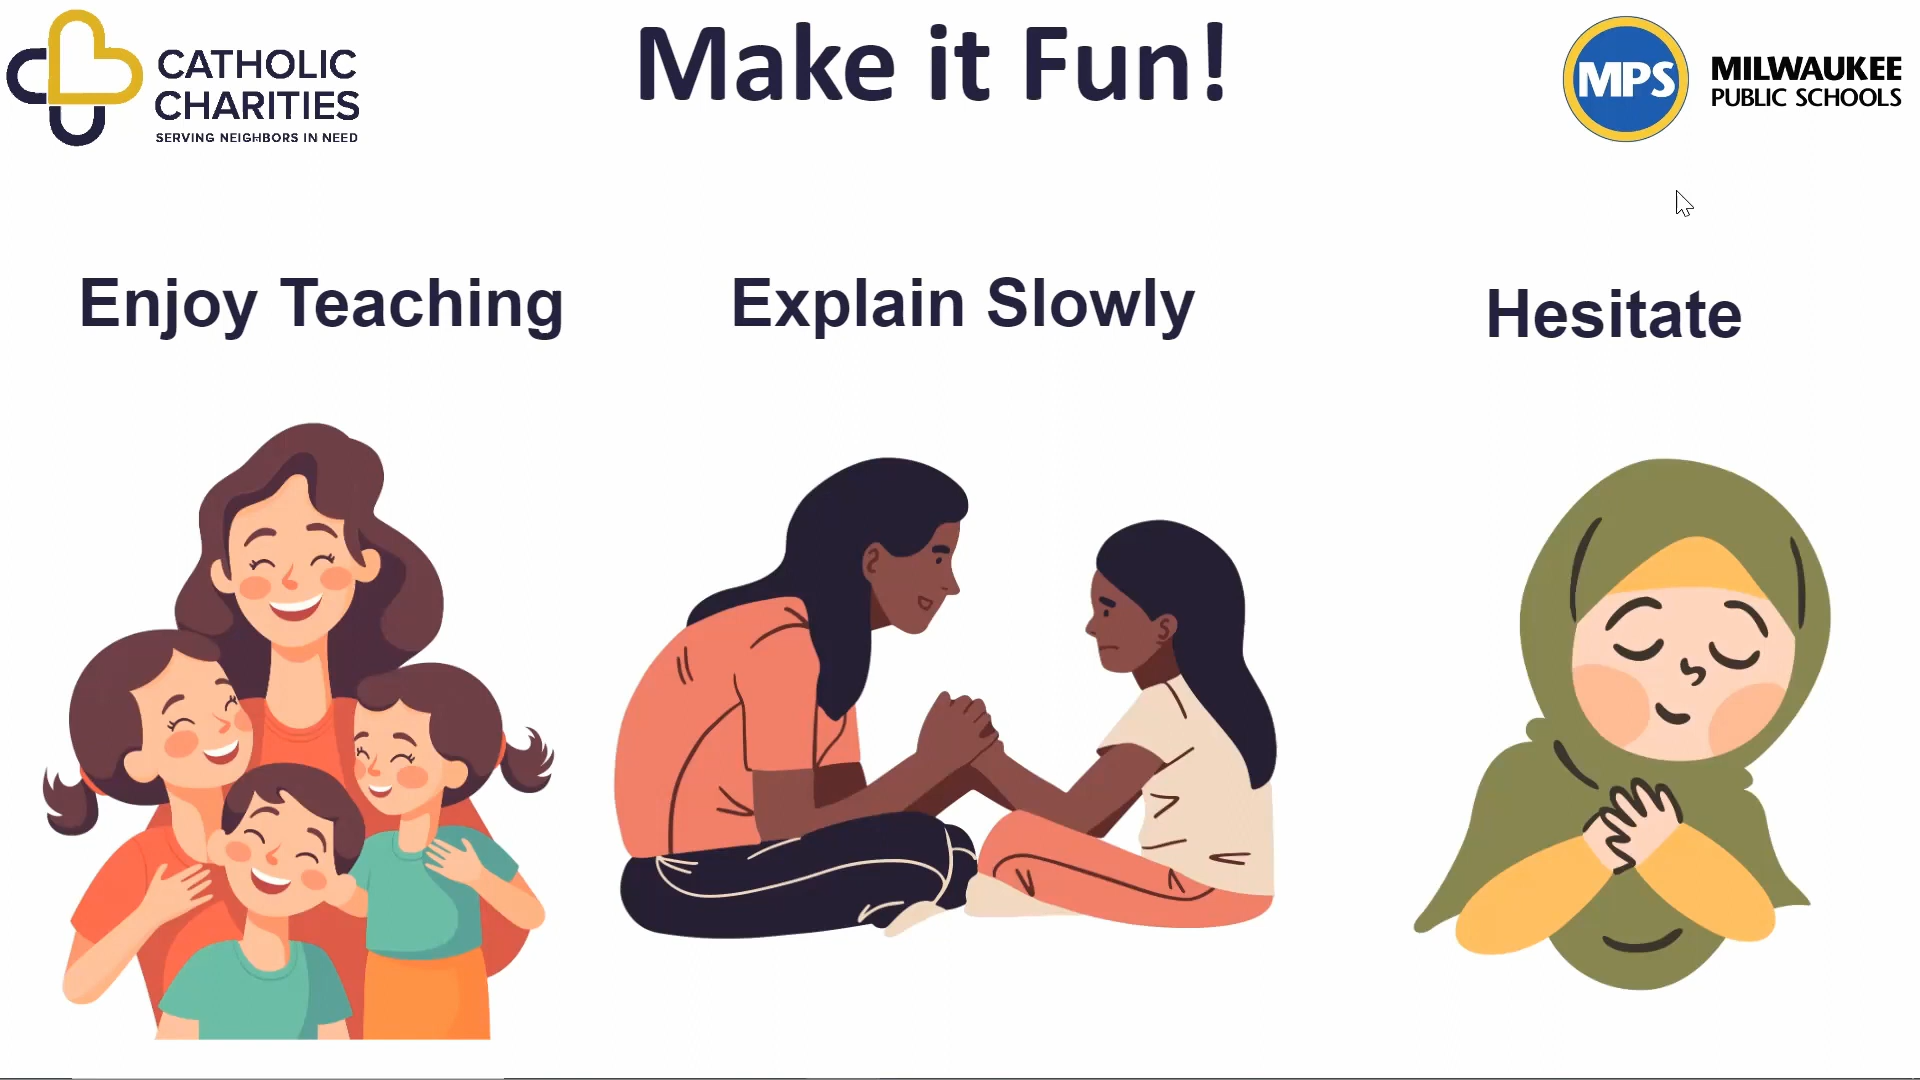 CATHOLIC
CHARITIES
SERVING NEIGHBORS IN NEED
Make it Fun!
MPS
MILWAUKEE
PUBLIC SCHOOLS
Enjoy Teaching
Explain Slowly
Hesitate